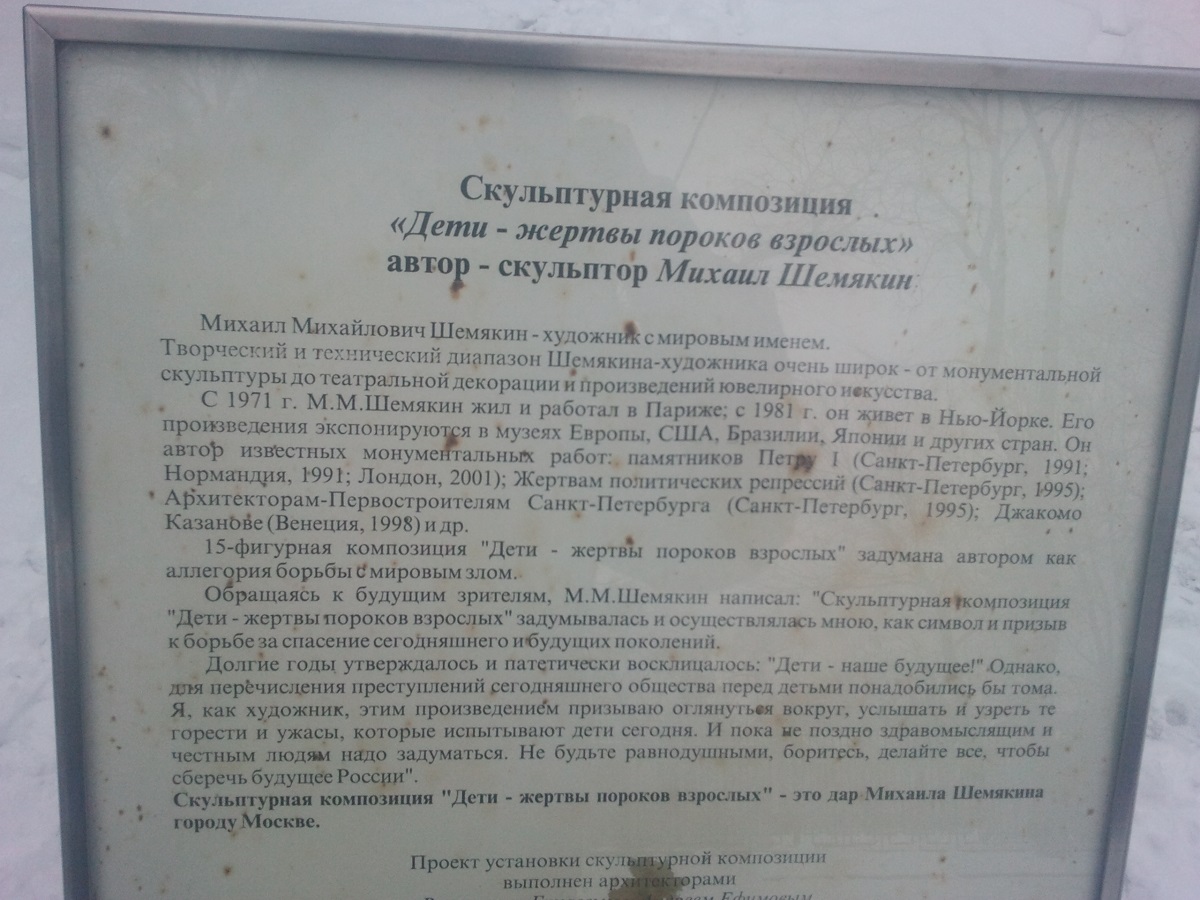 Скульптурная композиция
«Дети - жертвы пороков взрослых»
автор - скульптор Михаил Шемякин
Михаил Михайлович Шемякин - художник с мировым именем.
Творческий и технический диапазон Шемякина-художника очень широк - от монументальной
скульптуры до театральной декорации и произведений ювелирного искусства.
С 1971 г. М.М.Шемякин жил и работал в Париже; с 1981 г. он живет в Нью-Йорке. Его
произведения экспонируются в музеях Европы, США, Бразилии, Японии и других стран. Он
автор известных монументальных работ: памятников Петру I (Санкт-Петербург, 1991;
Нормандия, 1991; Лондон, 2001); Жертвам политических репрессий (Санкт-Петербург, 1995);
Архитекторам-Первостроителям Санкт-Петербурга (Санкт-Петербург, 1995); Джакомо
Казанове (Венеция, 1998) и др.
15-фигурная композиция "Дети - жертвы пороков взрослых" задумана автором как
аллегория борьбы с мировым злом.
Обращаясь к будущим зрителям, М.М.Шемякин написал: "Скульптурная композиция
"Дети - жертвы пороков взрослых" задумывалась и осуществлялась мною, как символ и призыв
к борьбе за спасение сегодняшнего и будущих поколений.
Долгие годы утверждалось и патетически восклицалось: "Дети - наше будущее!" Однако,
для перечисления преступлений сегодняшнего общества перед детьми понадобились бы тома.
Я, как художник, этим произведением призываю оглянуться вокруг, услышать и узреть те
горести и ужасы, которые испытывают дети сегодня. И пока не поздно здравомыслящим и
честным людям надо задуматься. Не будьте равнодушными, боритесь, делайте все, чтобы
сберечь будущее России".
Скульптурная композиция "Дети - жертвы пороков взрослых" - это дар Михаила Шемякина
городу Москве.
Проект установки скульптурной композиции
выполнен архитекторами
Ефимовым